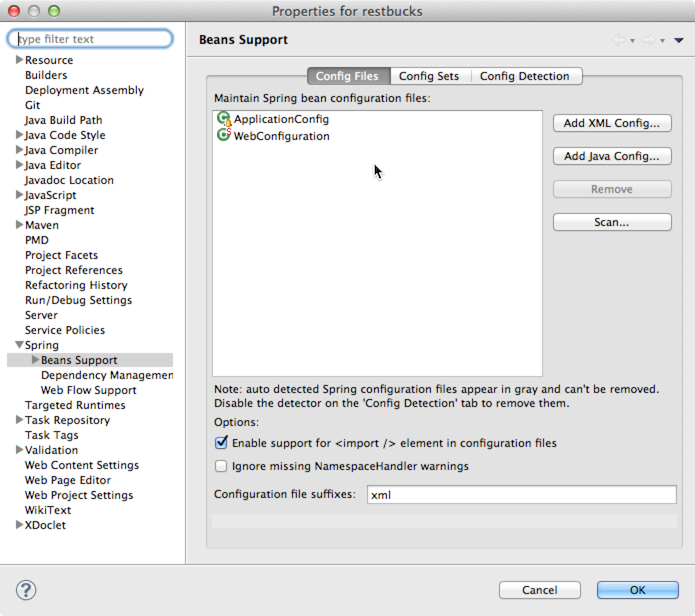 Properties for restbucks
type filter text
Beans Support
Resource
Builders
Deployment Assembly
Git
Java Build Path
Java Code Style
Java Compiler
Java Editor
Javadoc Location
JavaScript
JSP Fragment
Maven
PMD
Project Facets
Project References
Refactoring History
Run/Debug Settings
Server
Service Policies
Spring
Beans Support
Dependency Managemen
Web Flow Support
Targeted Runtimes
Task Repository
Task Tags
Validation
Web Content Settings
Web Page Editor
Web Project Settings
WikiText
XDoclet
Config Files Config Sets Config Detection
Maintain Spring bean configuration files:
ApplicationConfig
WebConfiguration
Add XML Config...
Add Java Config...
Remove
Scan...
Note: auto detected Spring configuration files appear in gray and can't be removed.
Disable the detector on the 'Config Detection' tab to remove them.
Options:
Enable support for <import /> element in configuration files
Ignore missing NamespaceHandler warnings
Configuration file suffixes: xml
?
Cancel OK